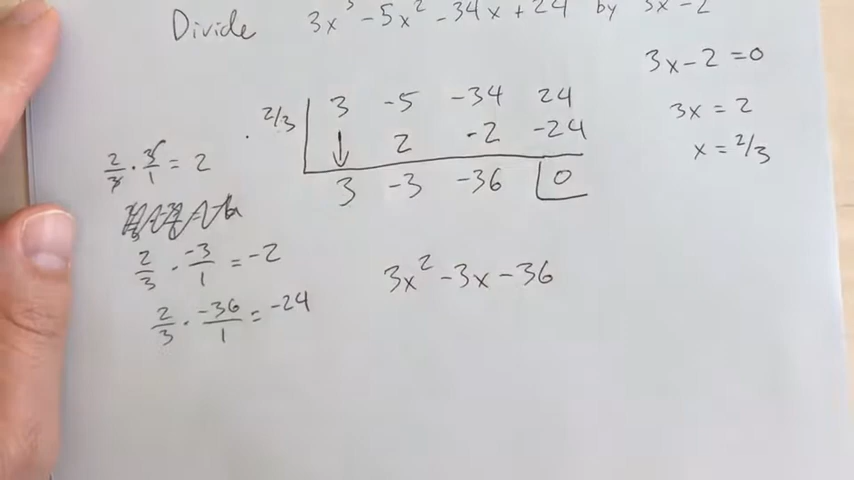 Divide 3x³ -5x² -34x +24 by 3x-2
3x-2 =0
3x = 2
x = 2/3
2/3 | 3 -5 -34 24
2 -2 -24
3 -3 -36 0
2/3 · 3/1 = 2
2/3 · -3/1 = -2
2/3 · -36/1 = -24
3x² -3x -36